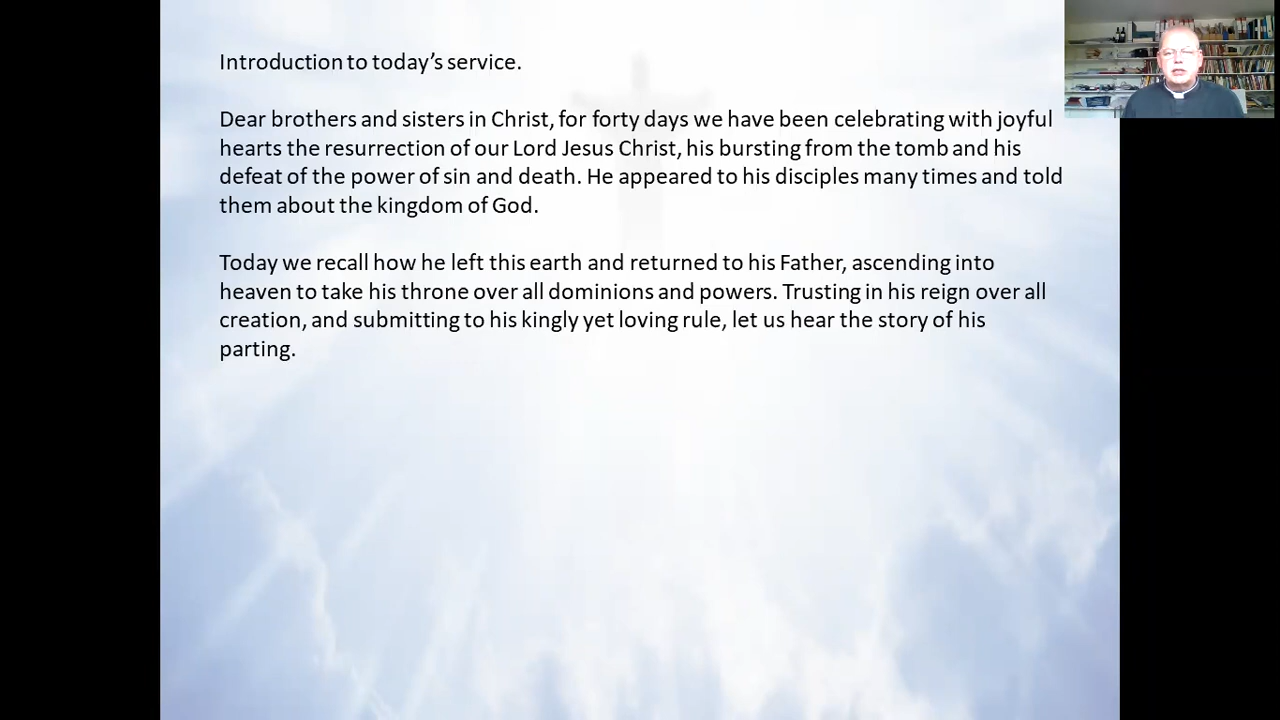 Introduction to today’s service.
Dear brothers and sisters in Christ, for forty days we have been celebrating with joyful
hearts the resurrection of our Lord Jesus Christ, his bursting from the tomb and his
defeat of the power of sin and death. He appeared to his disciples many times and told
them about the kingdom of God.
Today we recall how he left this earth and returned to his Father, ascending into
heaven to take his throne over all dominions and powers. Trusting in his reign over all
creation, and submitting to his kingly yet loving rule, let us hear the story of his
parting.